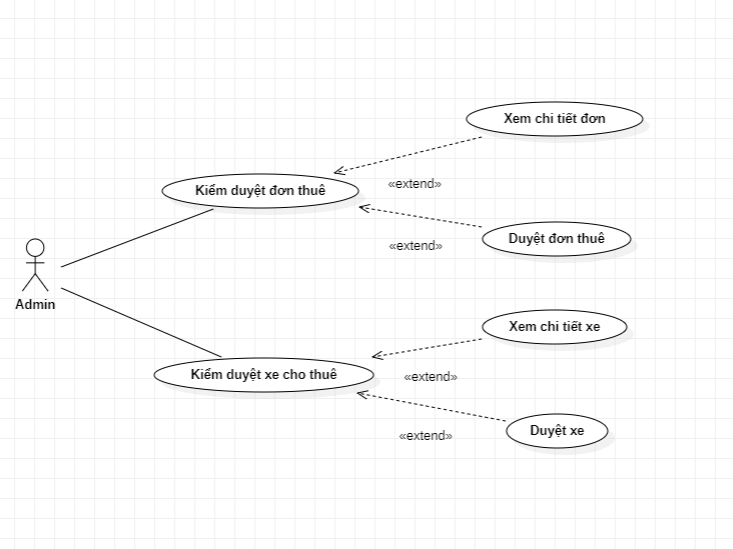 Xem chi tiết đơn
«extend»
Kiểm duyệt đơn thuê
Duyệt đơn thuê
«extend»
Admin
Xem chi tiết xe
Kiểm duyệt xe cho thuê
«extend»
Duyệt xe
«extend»